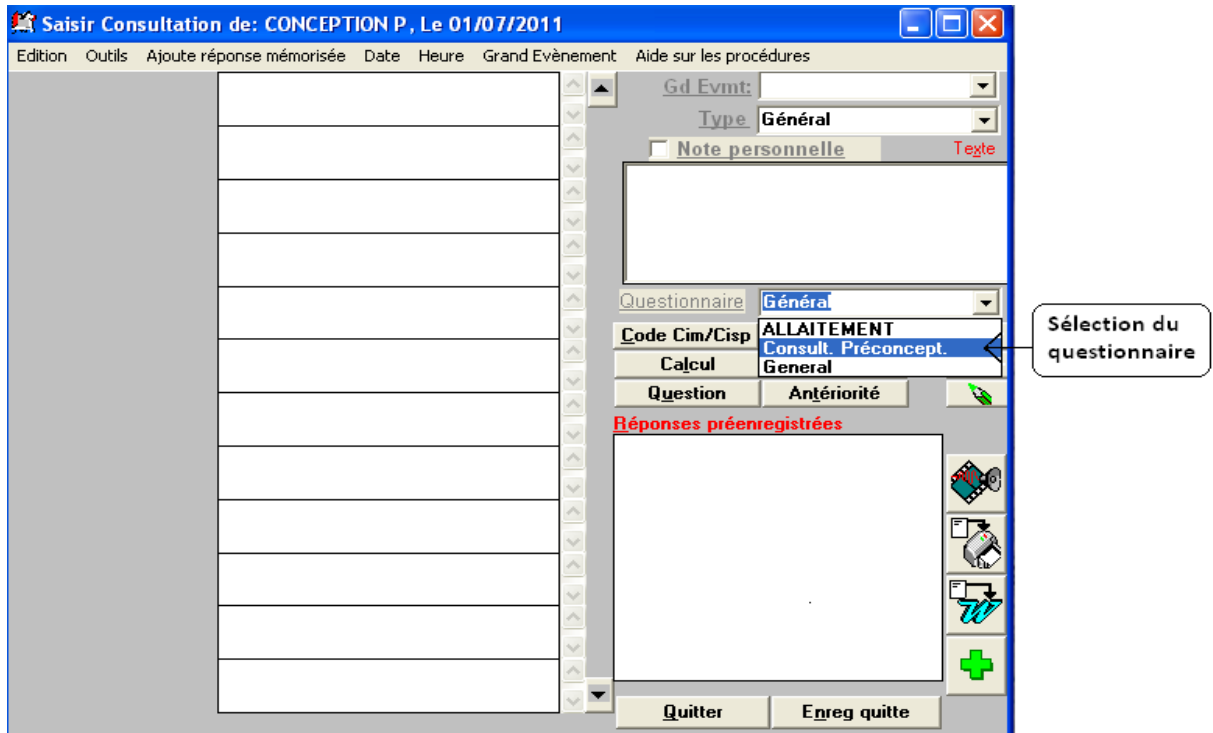 Saisir Consultation de: CONCEPTION P, Le 01/07/2011
Edition Outils Ajoute réponse mémorisée Date Heure Grand Evènement Aide sur les procédures
Gd Evmt:
Type Général
Note personnelle Texte
Questionnaire Général
Code Cim/Cisp ALLAITEMENT
Consult. Préconcept.
Calcul General
Sélection du
questionnaire
Question Antériorité
Réponses préenregistrées
Quitter Enreg quitte